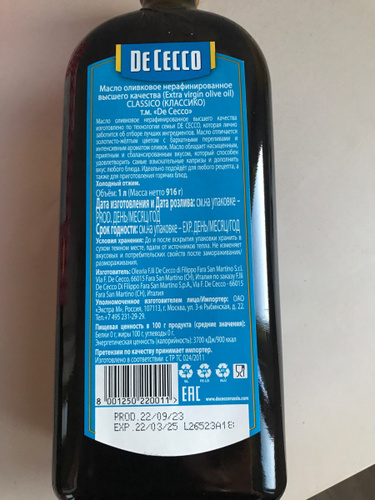 DE CECCO
Масло оливковое нерафинированное
высшего качества (Extra virgin olive oil)
CLASSICO (КЛАССИКО)
т.м. «De Cecco»
Масло оливковое нерафинированное высшего качества
изготовлено по технологии семьи DE CECCO, которая лично
заботится об отборе лучших ингредиентов. Масло отличается
золотисто-жёлтым цветом с бархатными переливами и
интенсивным ароматом оливок. Масло обладает насыщенным,
приятным и сбалансированным вкусом, который способен
удовлетворить самые взыскательные капризы и дополнить
вкус любого блюда. Идеально подойдет для любого рецепта, а
также для приготовления горячих блюд.
Холодный отжим.
Объём: 1л (Масса нетто 916 г)
Дата изготовления и Дата розлива: см.на упаковке –
PROD. ДЕНЬ/МЕСЯЦ/ГОД
Срок годности: см.на упаковке – EXP. ДЕНЬ/МЕСЯЦ/ГОД
Условия хранения: До и после вскрытия упаковки хранить в
сухом темном месте, вдали от источников тепла. Не изменяет
вкусовых и потребительских свойств после замораживания/
размораживания.
Изготовитель: Olearia F.lli De Cecco di Filippo Fara San Martino S.r.l.
Via F. De Cecco, 66015 Fara San Martino (CH), Италия по заказу F.lli
De Cecco Di Filippo Fara San Martino S.p.A, Via F. De Cecco, 66015
Fara San Martino (CH), Италия
Уполномоченное изготовителем лицо/Импортер: ОАО
«Экстра М», Россия, 107113, г. Москва, ул. 3-я Рыбинская, д. 22.
Тел: +7 495 231-29-29.
Пищевая ценность в 100 г продукта (средние значения):
Белки 0 г, жиры 100 г, углеводы 0 г.
Энергетическая ценность (калорийность): 3700 кДж/900 ккал
Претензии по качеству принимает импортер.
Изготовлено в соответствии с ТР ТС 024/2011
EAC
www.dececcorussia.com
8 001250 220011 >
PROD.22/09/23
EXP.22/03/25 L26523A18: